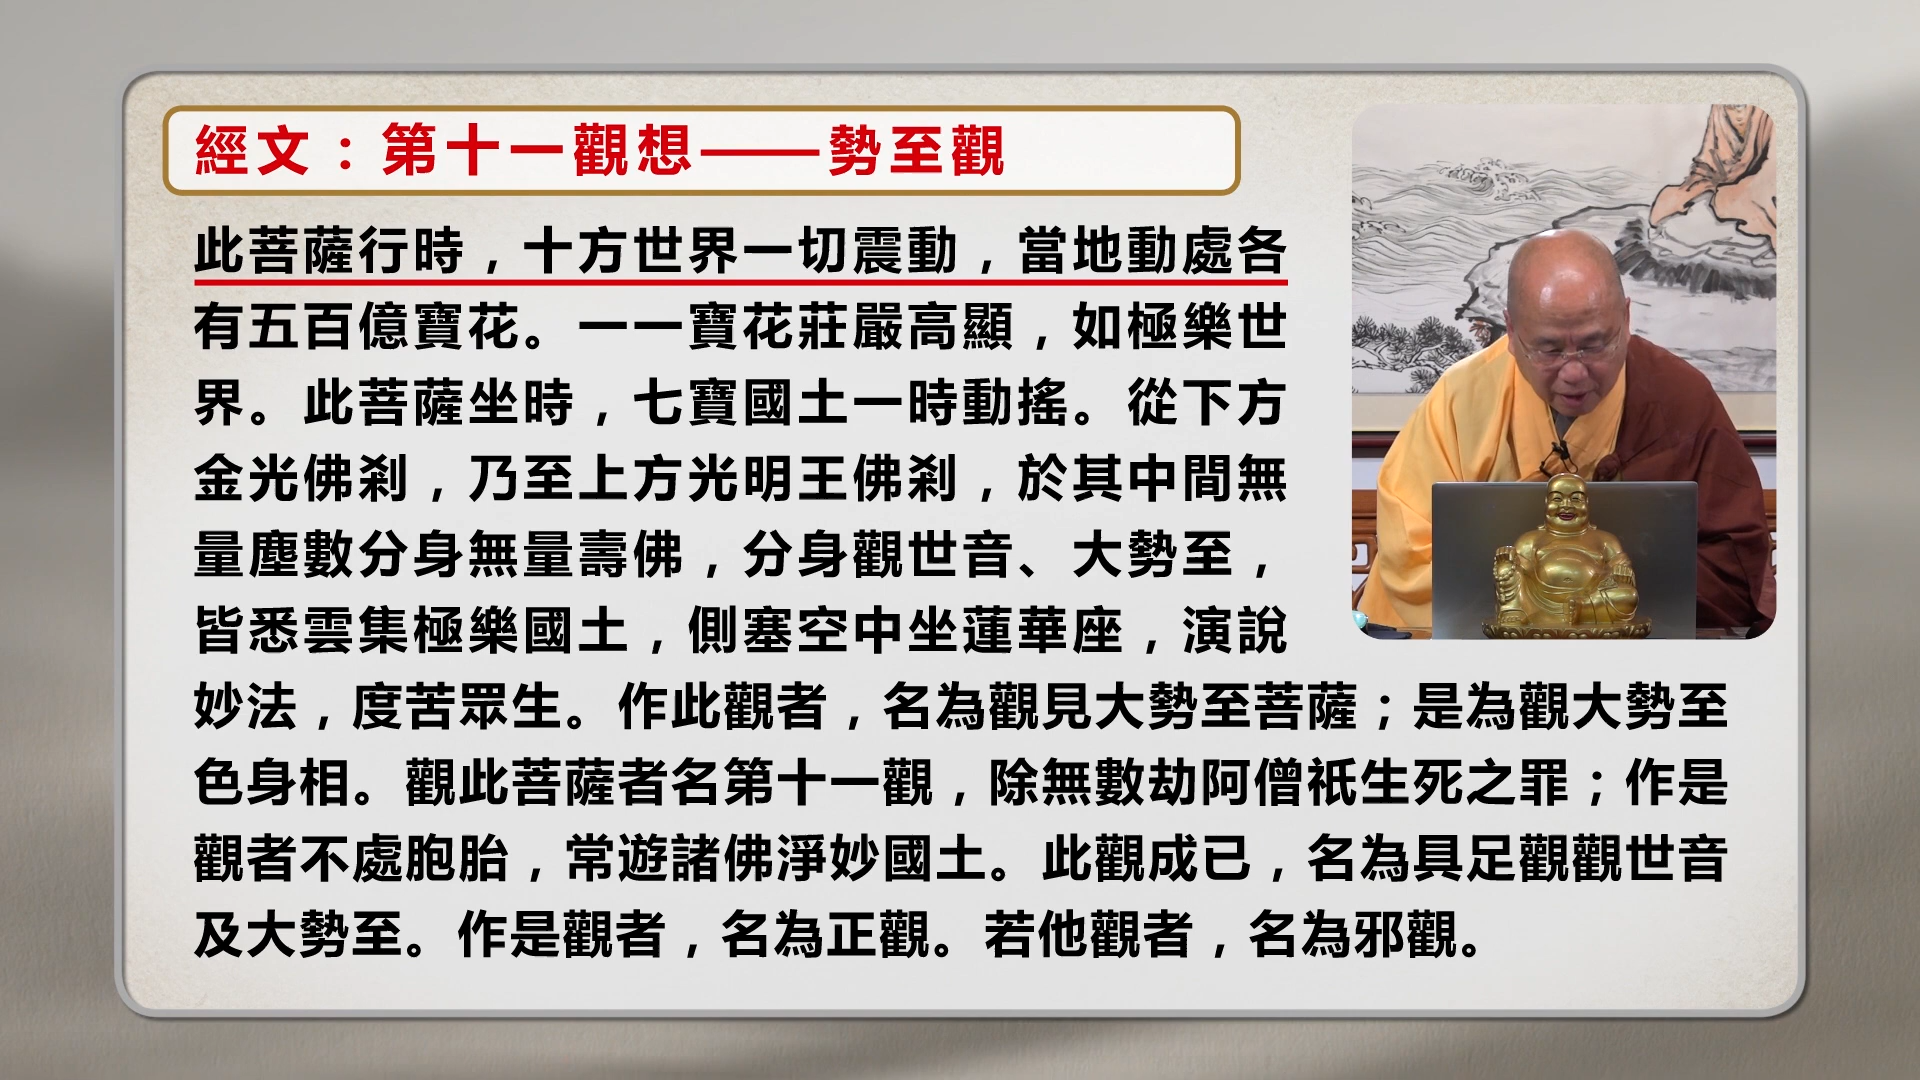 經文：第十一觀想——勢至觀
此菩薩行時，十方世界一切震動，當地動處各
有五百億寶花。一一寶花莊嚴高顯，如極樂世
界。此菩薩坐時，七寶國土一時動搖。從下方
金光佛剎，乃至上方光明王佛剎，於其中間無
量塵數分身無量壽佛，分身觀世音、大勢至，
皆悉雲集極樂國土，側塞空中坐蓮華座，演說
妙法，度苦眾生。作此觀者，名為觀見大勢至菩薩；是為觀大勢至
色身相。觀此菩薩者名第十一觀，除無數劫阿僧祇生死之罪；作是
觀者不處胞胎，常遊諸佛淨妙國土。此觀成已，名為具足觀觀世音
及大勢至。作是觀者，名為正觀。若他觀者，名為邪觀。